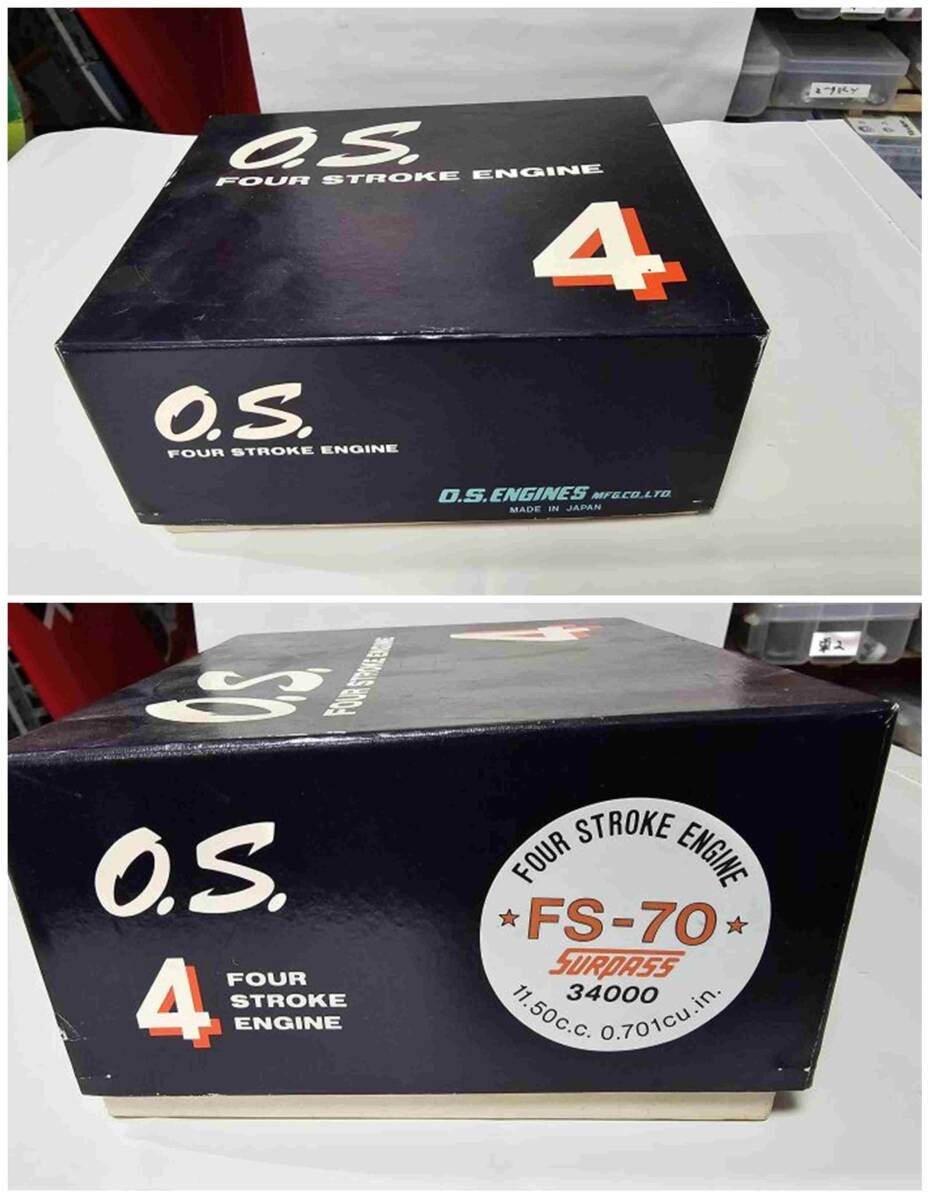 O.S.
FOUR STROKE ENGINE
4
O.S.
FOUR STROKE ENGINE
O.S.ENGINES MFG.CO.,LTD.
MADE IN JAPAN
O.S.
FOUR STROKE ENGINE
4
O.S.
4
FOUR
STROKE
ENGINE
FOUR STROKE ENGINE
★ FS-70 ★
SURPASS
34000
11.50c.c. 0.701cu.in.